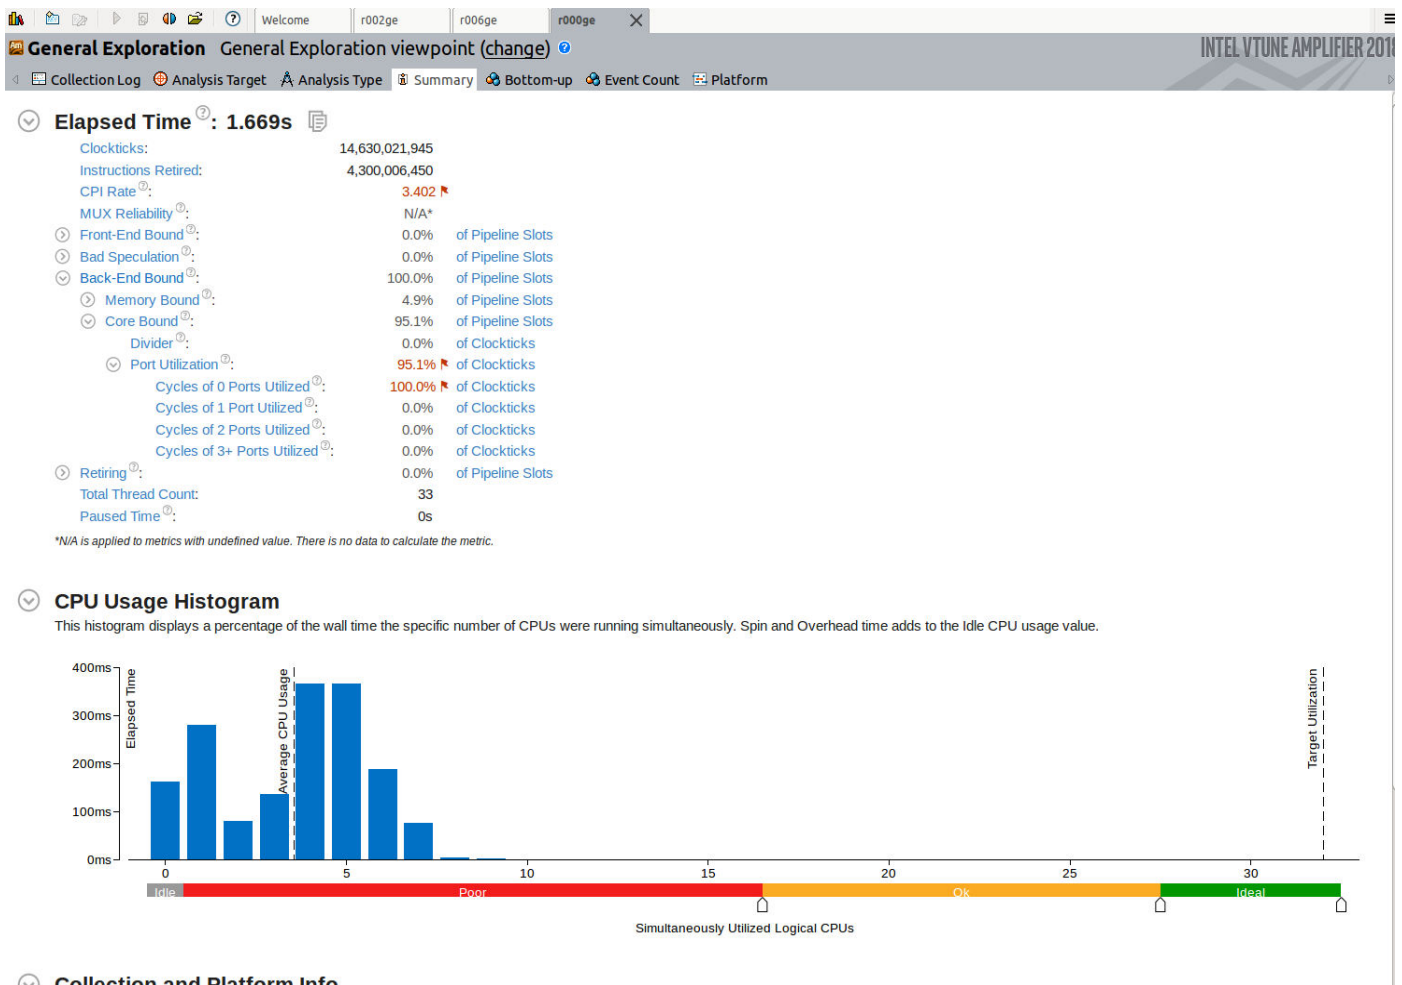 Welcome r002ge r006ge r000ge
General Exploration General Exploration viewpoint (change) ?
INTEL VTUNE AMPLIFIER 2018
Collection Log Analysis Target Analysis Type Summary Bottom-up Event Count Platform
Elapsed Time ?: 1.669s
Clockticks: 14,630,021,945
Instructions Retired: 4,300,006,450
CPI Rate ?: 3.402
MUX Reliability ?: N/A*
Front-End Bound ?: 0.0% of Pipeline Slots
Bad Speculation ?: 0.0% of Pipeline Slots
Back-End Bound ?: 100.0% of Pipeline Slots
Memory Bound ?: 4.9% of Pipeline Slots
Core Bound ?: 95.1% of Pipeline Slots
Divider ?: 0.0% of Clockticks
Port Utilization ?: 95.1% of Clockticks
Cycles of 0 Ports Utilized ?: 100.0% of Clockticks
Cycles of 1 Port Utilized ?: 0.0% of Clockticks
Cycles of 2 Ports Utilized ?: 0.0% of Clockticks
Cycles of 3+ Ports Utilized ?: 0.0% of Clockticks
Retiring ?: 0.0% of Pipeline Slots
Total Thread Count: 33
Paused Time ?: 0s
*N/A is applied to metrics with undefined value. There is no data to calculate the metric.
CPU Usage Histogram
This histogram displays a percentage of the wall time the specific number of CPUs were running simultaneously. Spin and Overhead time adds to the Idle CPU usage value.
400ms
300ms
200ms
100ms
0ms
Elapsed Time
Average CPU Usage
Target Utilization
0 5 10 15 20 25 30
Idle Poor Ok Ideal
Simultaneously Utilized Logical CPUs
Collection and Platform Info